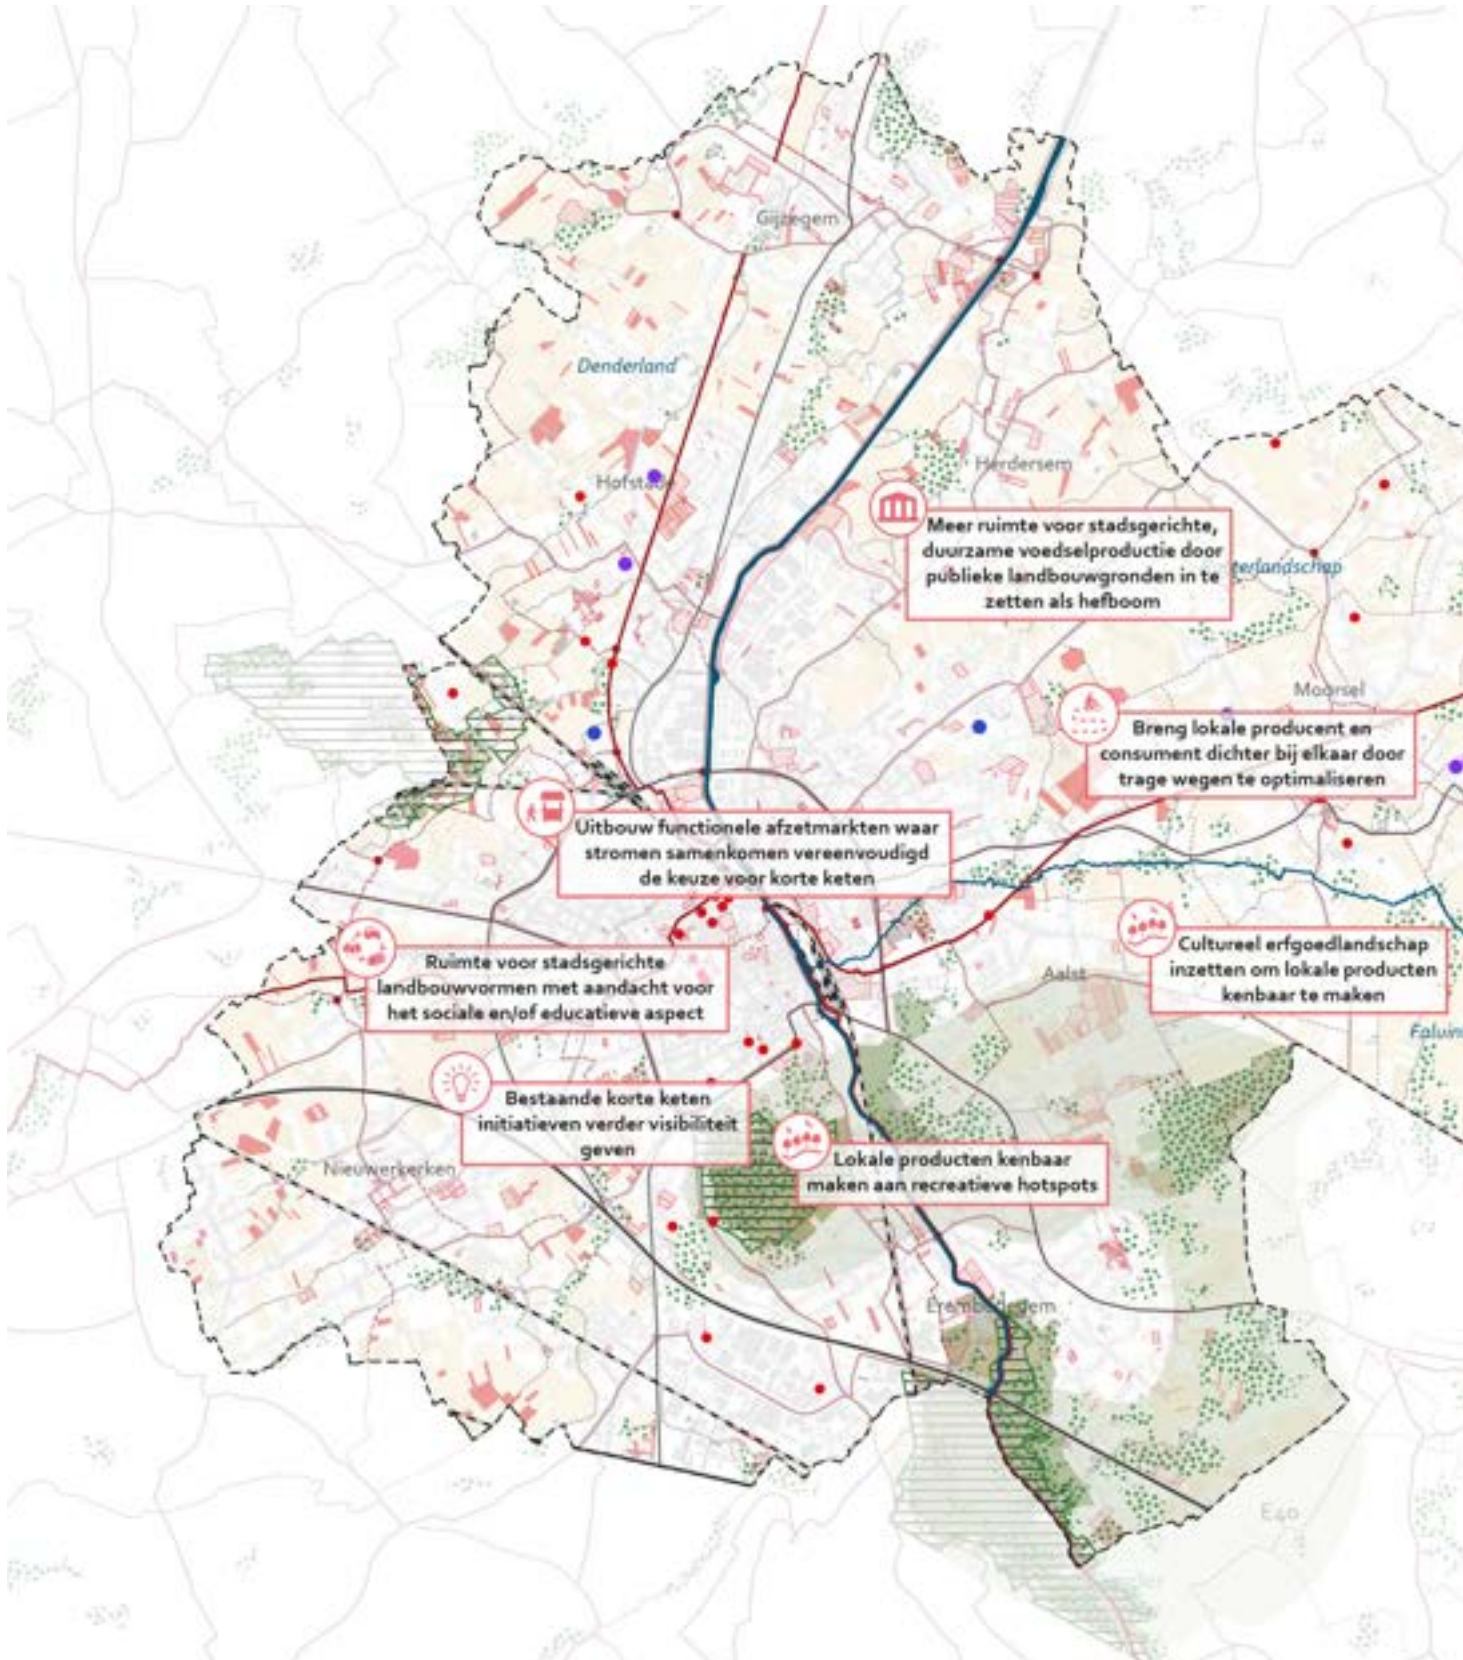 Gijzegem
Denderland
Herdersem
Meer ruimte voor stadsgerichte,
duurzame voedselproductie door
publieke landbouwgronden in te
zetten als hefboom
terlandschap
Moorsel
Breng lokale producent en
consument dichter bij elkaar door
trage wegen te optimaliseren
Uitbouw functionele afzetmarkten waar
stromen samenkomen vereenvoudigd
de keuze voor korte keten
Cultureel erfgoedlandschap
inzetten om lokale producten
kenbaar te maken
Ruimte voor stadsgerichte
landbouwvormen met aandacht voor
het sociale en/of educatieve aspect
Aalst
Bestaande korte keten
initiatieven verder visibiliteit
geven
Lokale producten kenbaar
maken aan recreatieve hotspots
Nieuwerkerken
Erembodegem
E40